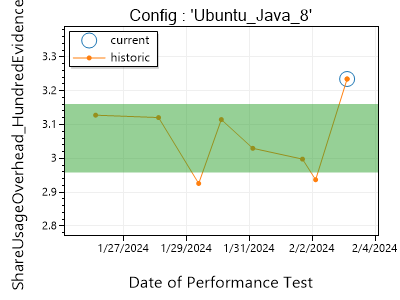 Config : 'Ubuntu_Java_8'
ShareUsageOverhead_HundredEvidence
current
historic
3.3
3.2
3.1
3
2.9
2.8
1/27/2024 1/29/2024 1/31/2024 2/2/2024 2/4/2024
Date of Performance Test